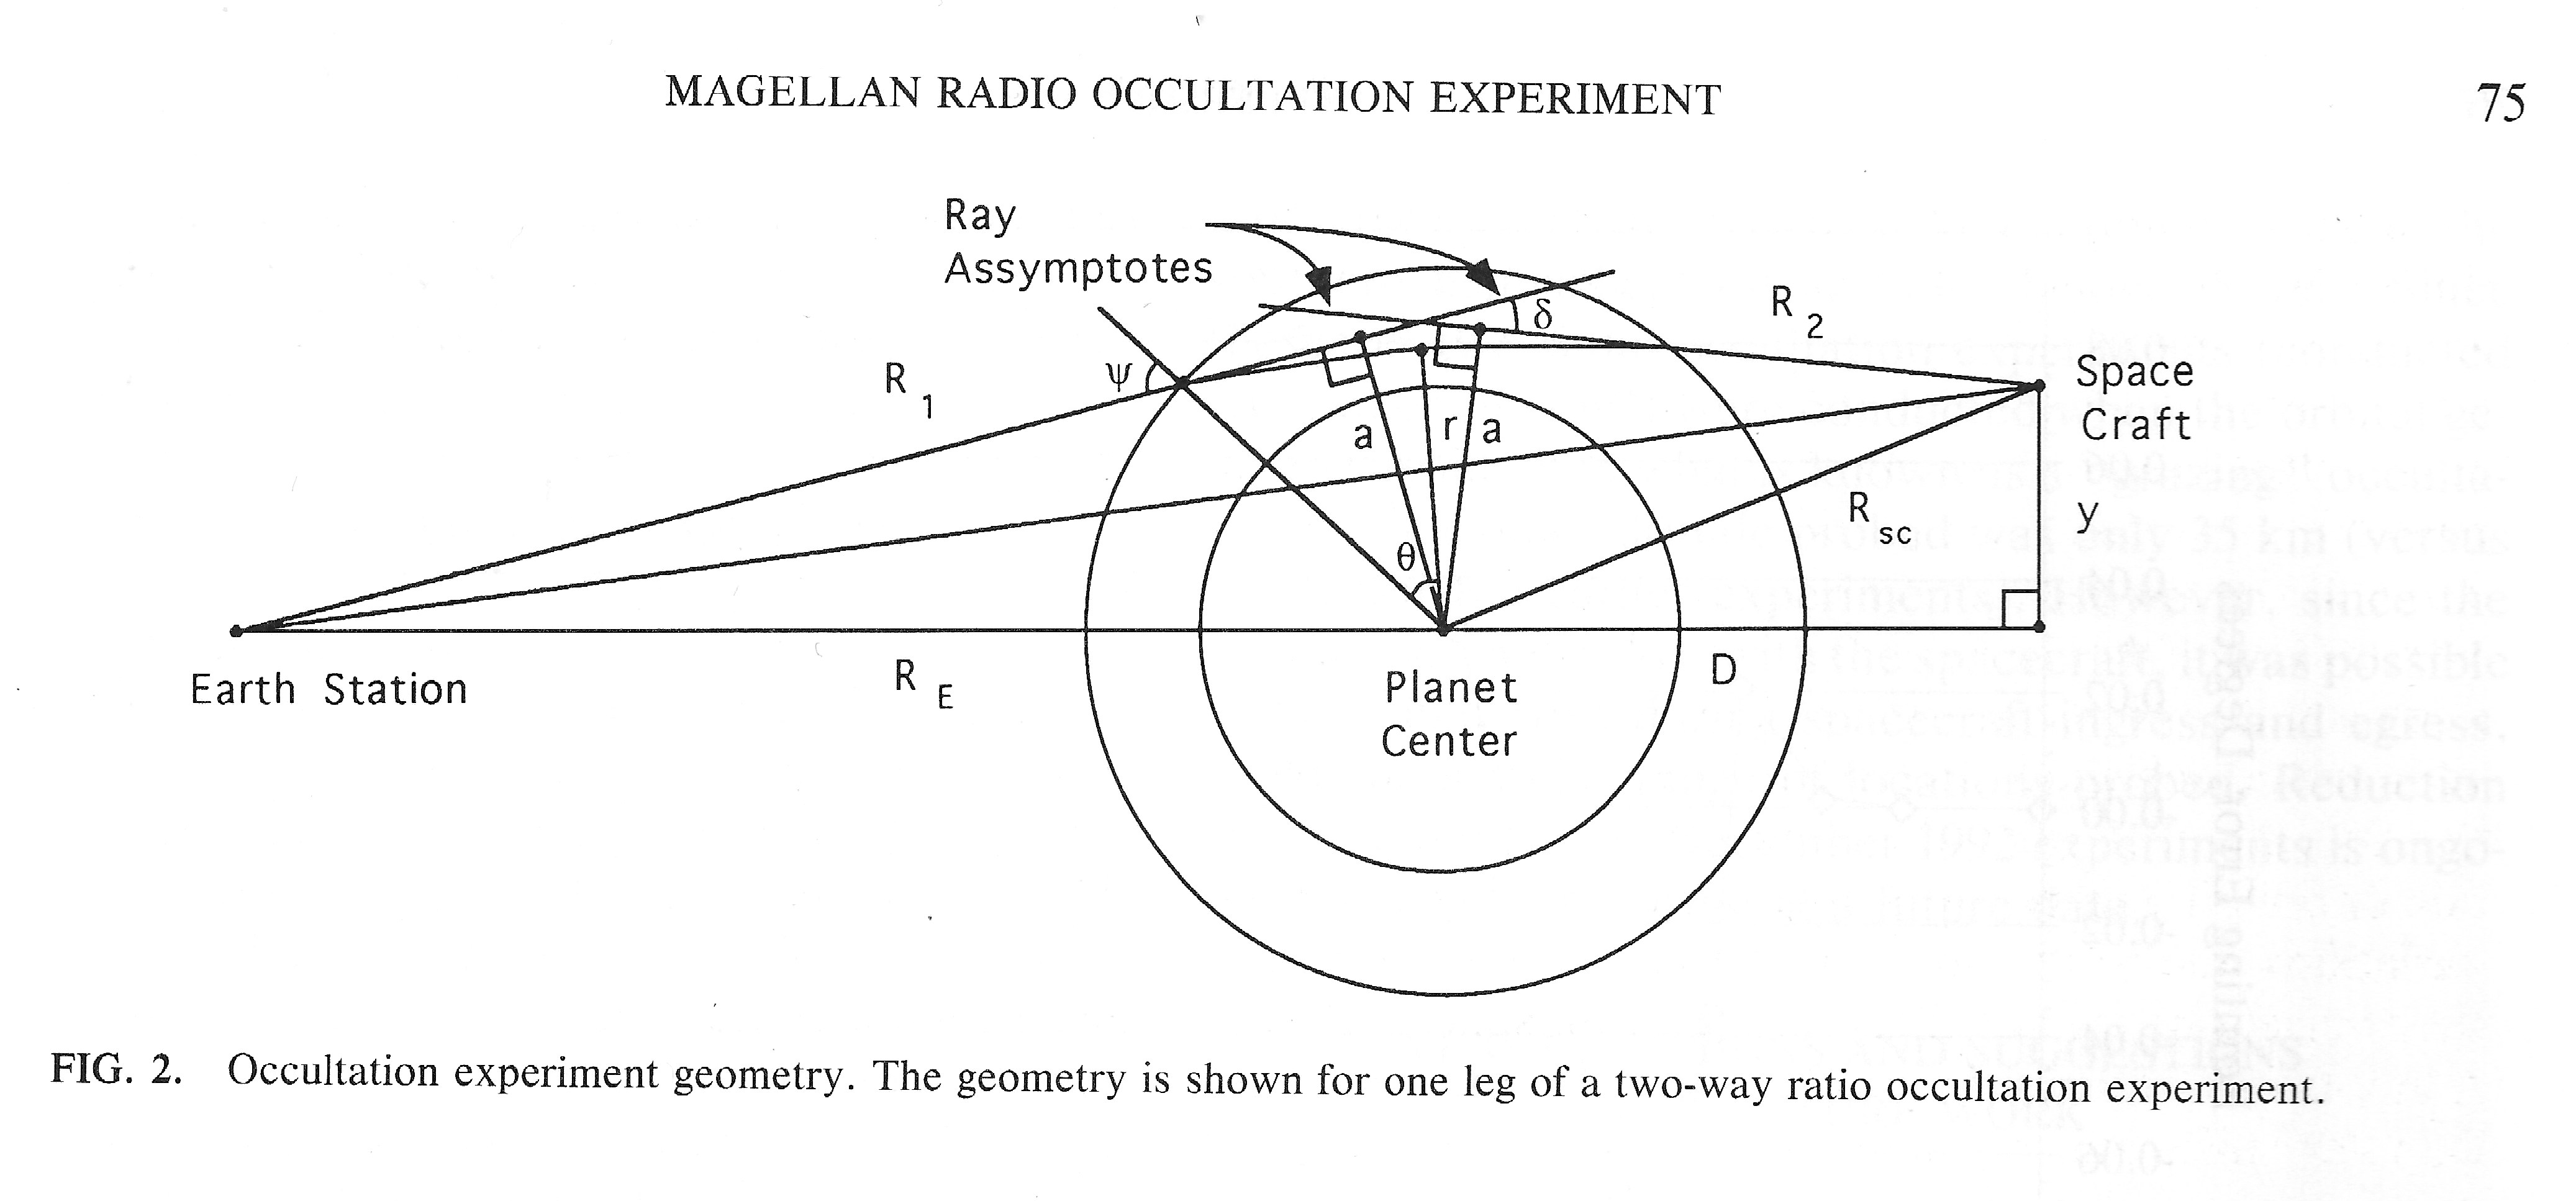 MAGELLAN RADIO OCCULTATION EXPERIMENT
75
Ray
Assymptotes
δ
R 2
R 1
ψ
Space
Craft
a
r
a
R sc
y
θ
Earth Station
R E
Planet
Center
D
FIG. 2. Occultation experiment geometry. The geometry is shown for one leg of a two-way ratio occultation experiment.